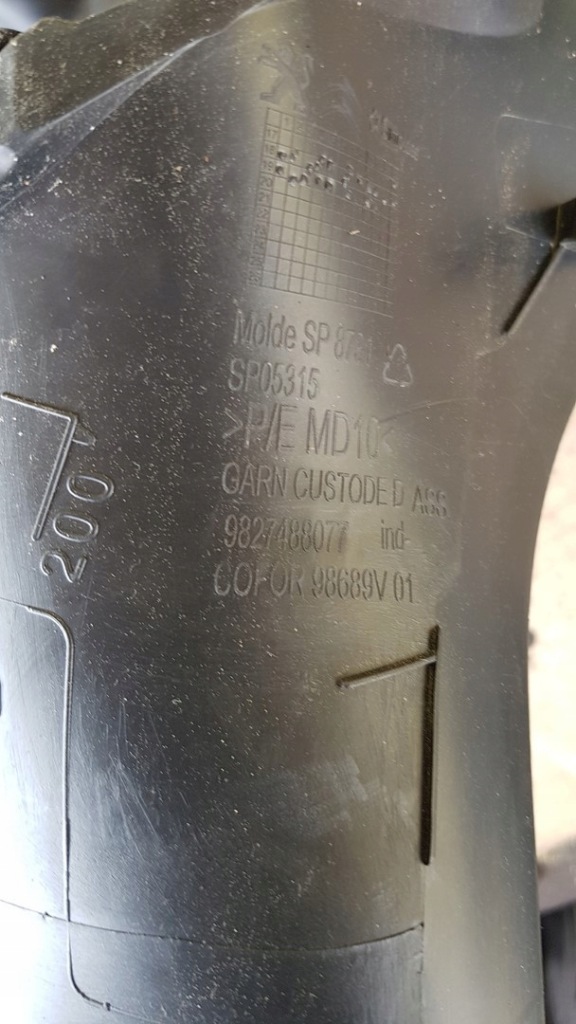 Molde SP
SP05315
>P/E MD10<
GARN CUSTODE D ASS
9827488077 ind-
COFOR 98689V 01
200